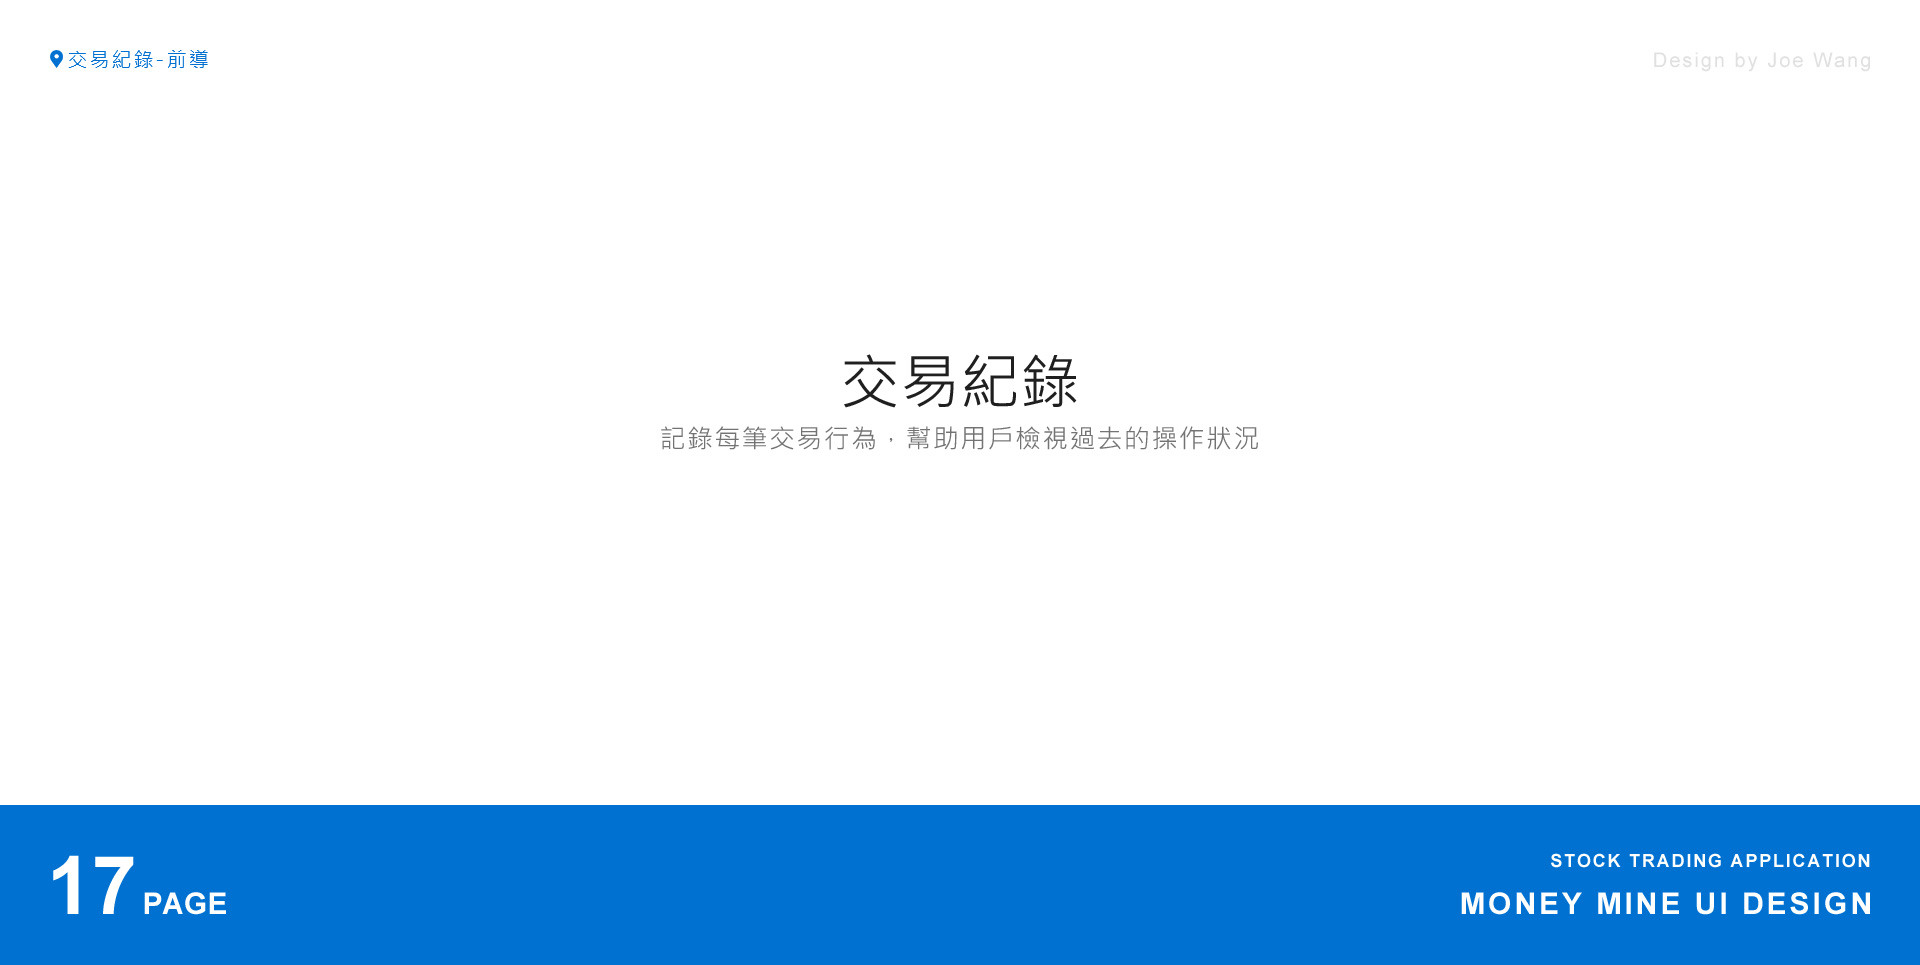 交易紀錄-前導
Design by Joe Wang
交易紀錄
記錄每筆交易行為，幫助用戶檢視過去的操作狀況
17 PAGE
STOCK TRADING APPLICATION
MONEY MINE UI DESIGN